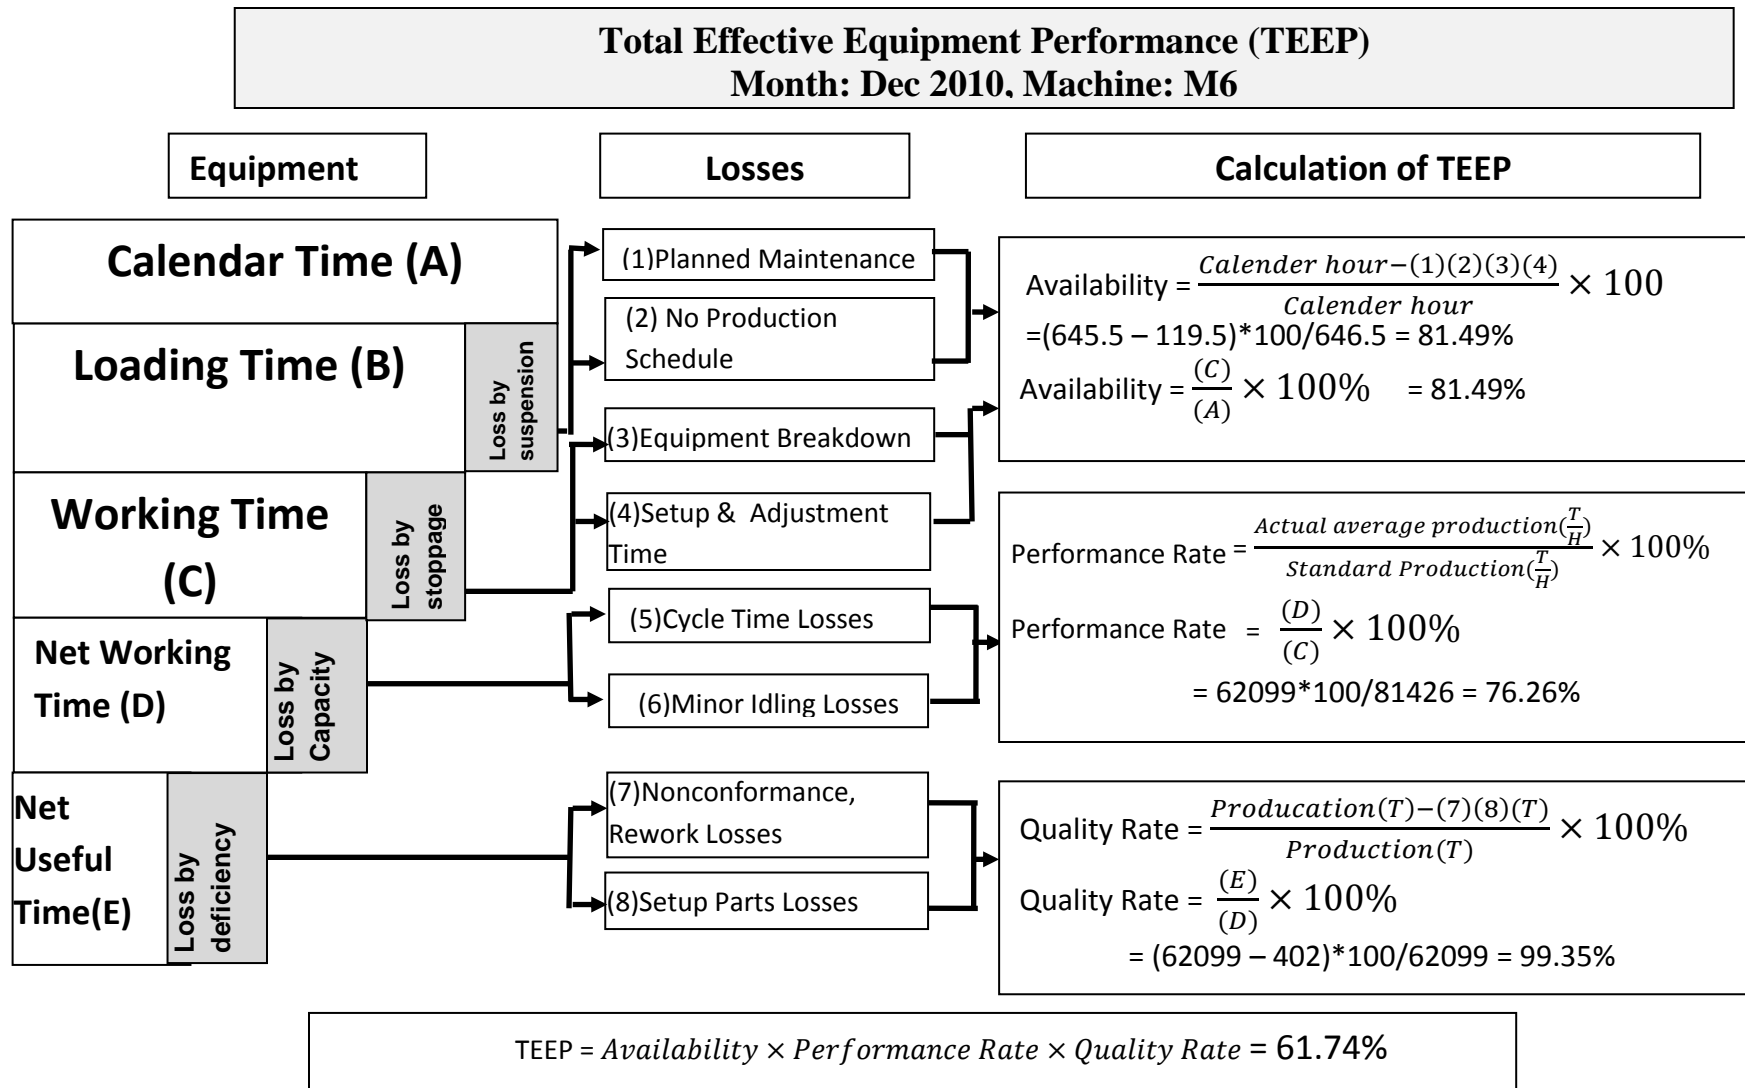 Total Effective Equipment Performance (TEEP)
Month: Dec 2010, Machine: M6
Equipment
Losses
Calculation of TEEP
Calendar Time (A)
Loading Time (B)
Loss by
suspension
Working Time
(C)
Loss by
stoppage
Net Working
Time (D)
Loss by
Capacity
Net
Useful
Time(E)
Loss by
deficiency
(1)Planned Maintenance
(2) No Production
Schedule
(3)Equipment Breakdown
(4)Setup & Adjustment
Time
(5)Cycle Time Losses
(6)Minor Idling Losses
(7)Nonconformance,
Rework Losses
(8)Setup Parts Losses
Availability = Calender hour−(1)(2)(3)(4) / Calender hour × 100
=(645.5 – 119.5)*100/646.5 = 81.49%
Availability = (C)/(A) × 100% = 81.49%
Performance Rate = Actual average production(T/H) / Standard Production(T/H) × 100%
Performance Rate = (D)/(C) × 100%
= 62099*100/81426 = 76.26%
Quality Rate = Producation(T)−(7)(8)(T) / Production(T) × 100%
Quality Rate = (E)/(D) × 100%
= (62099 – 402)*100/62099 = 99.35%
TEEP = Availability × Performance Rate × Quality Rate = 61.74%